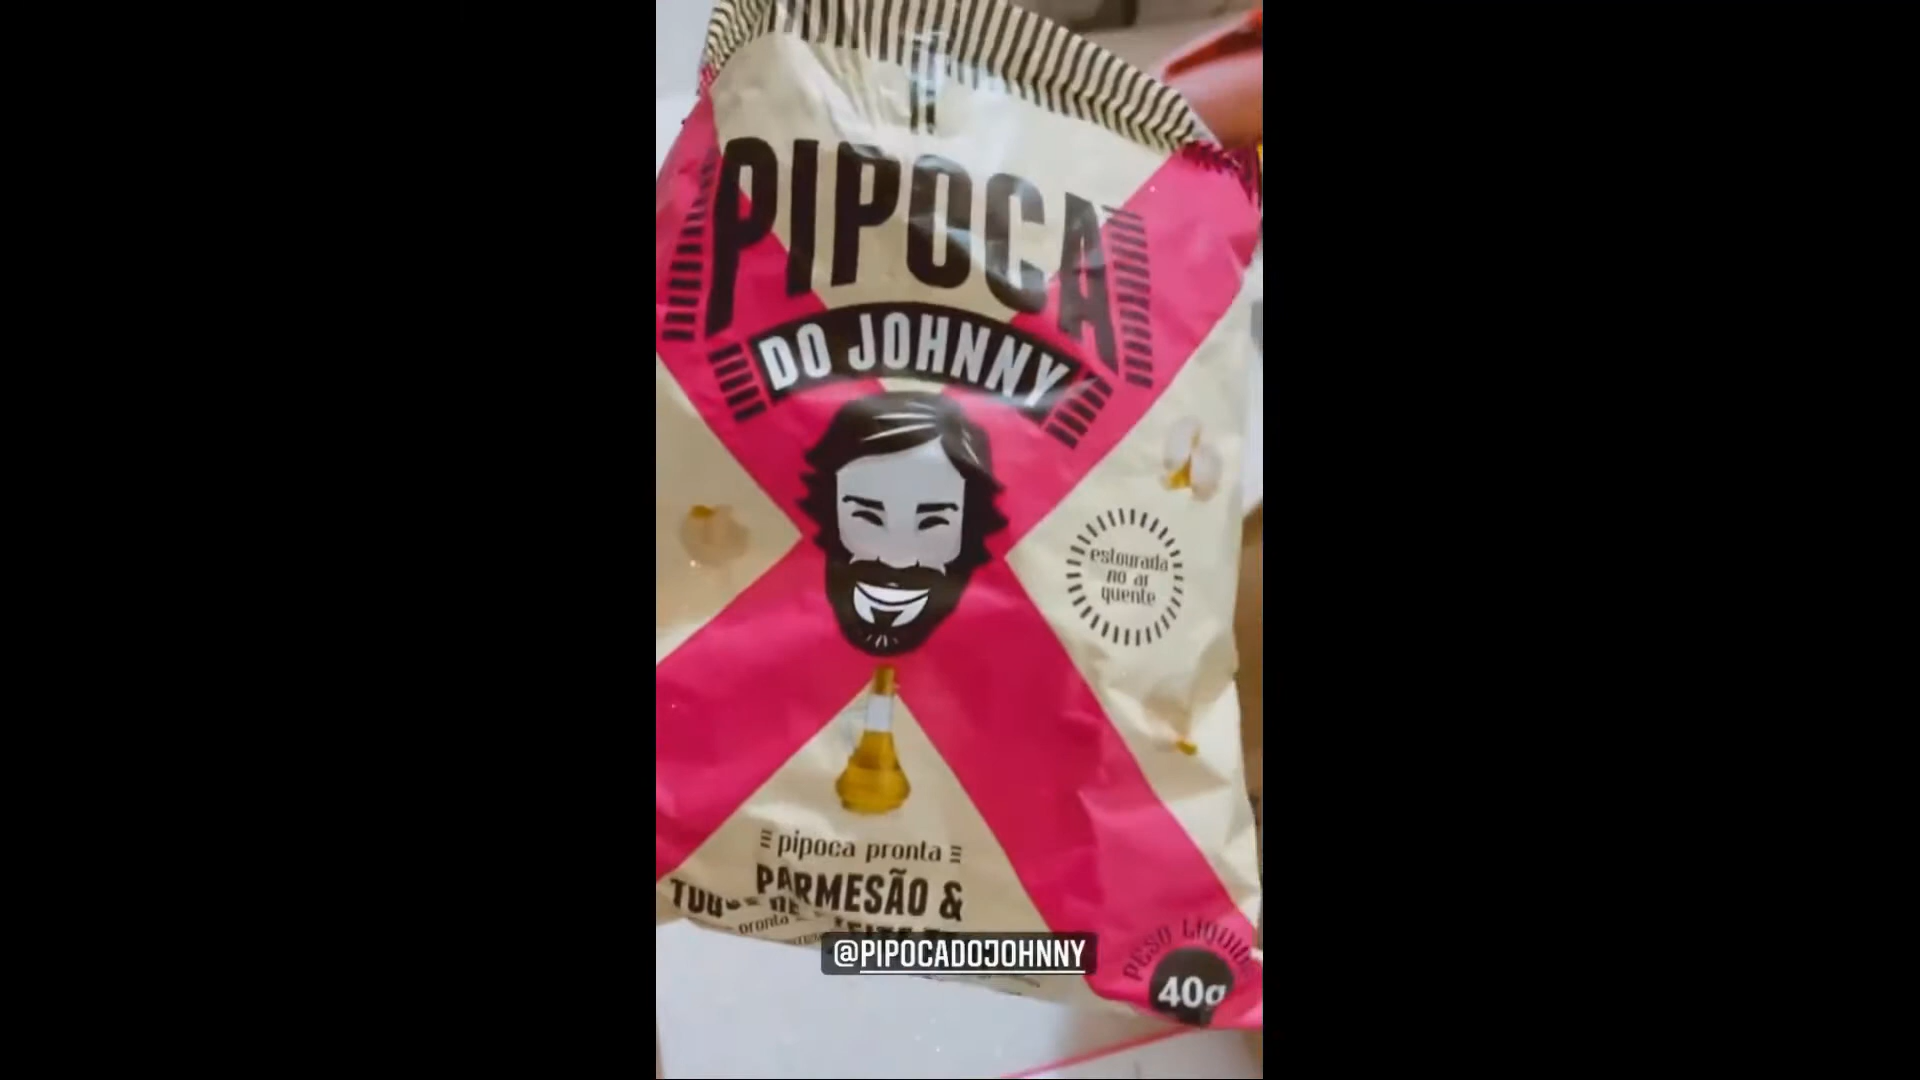 PIPOCA
DO JOHNNY
estourada
no ar
quente
pipoca pronta
PARMESÃO &
@PIPOCADOJOHNNY
PESO LÍQUIDO
40g